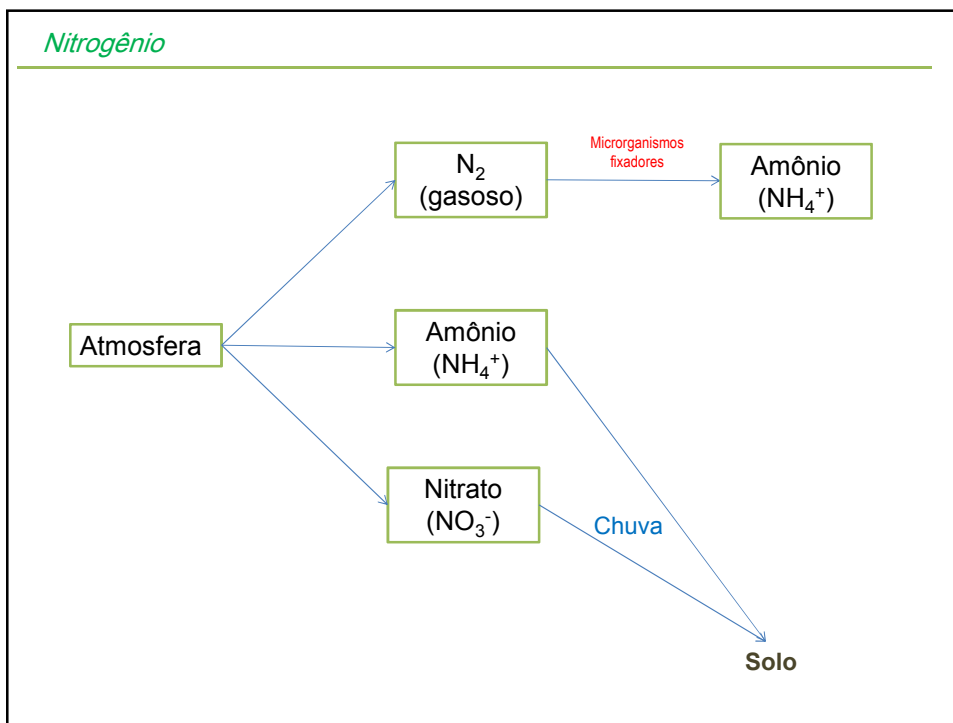 Nitrogênio
Microrganismos
fixadores
N₂
(gasoso)
Amônio
(NH₄⁺)
Atmosfera
Amônio
(NH₄⁺)
Nitrato
(NO₃⁻)
Chuva
Solo